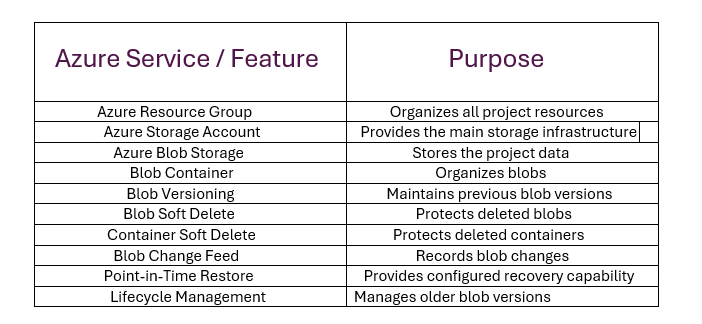 Azure Service / Feature Purpose
Azure Resource Group Organizes all project resources
Azure Storage Account Provides the main storage infrastructure
Azure Blob Storage Stores the project data
Blob Container Organizes blobs
Blob Versioning Maintains previous blob versions
Blob Soft Delete Protects deleted blobs
Container Soft Delete Protects deleted containers
Blob Change Feed Records blob changes
Point-in-Time Restore Provides configured recovery capability
Lifecycle Management Manages older blob versions